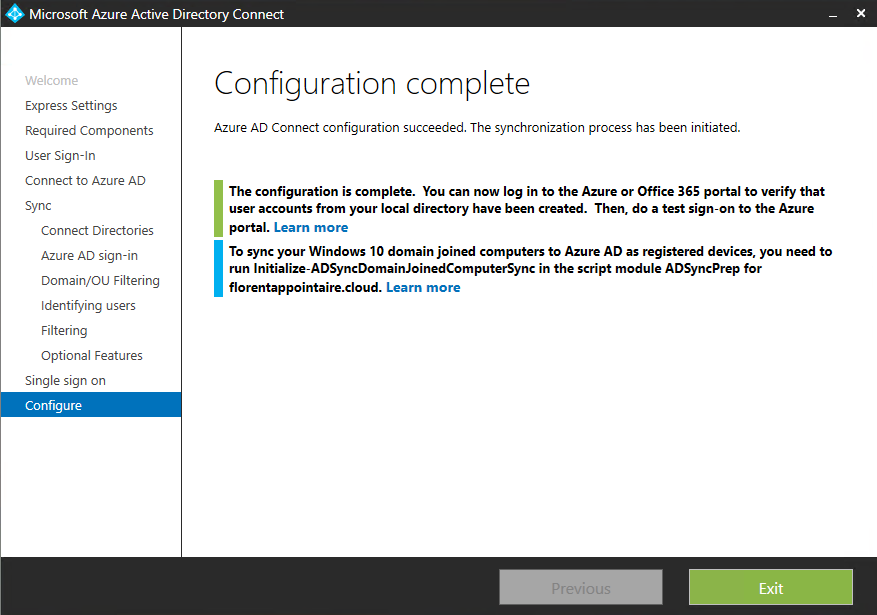 Microsoft Azure Active Directory Connect
Welcome
Express Settings
Required Components
User Sign-In
Connect to Azure AD
Sync
Connect Directories
Azure AD sign-in
Domain/OU Filtering
Identifying users
Filtering
Optional Features
Single sign on
Configure
Configuration complete
Azure AD Connect configuration succeeded. The synchronization process has been initiated.
The configuration is complete.  You can now log in to the Azure or Office 365 portal to verify that
user accounts from your local directory have been created.  Then, do a test sign-on to the Azure
portal. Learn more
To sync your Windows 10 domain joined computers to Azure AD as registered devices, you need to
run Initialize-ADSyncDomainJoinedComputerSync in the script module ADSyncPrep for
florentappointaire.cloud. Learn more
Previous
Exit